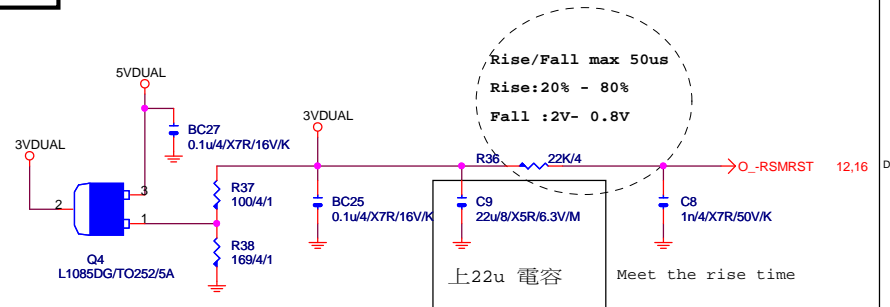 Rise/Fall max 50us
Rise:20% - 80%
Fall :2V- 0.8V
5VDUAL
BC27
0.1u/4/X7R/16V/K
3VDUAL
3VDUAL
R36
22K/4
O_-RSMRST 12,16
D
3
2
1
R37
100/4/1
BC25
0.1u/4/X7R/16V/K
C9
22u/8/X5R/6.3V/M
C8
1n/4/X7R/50V/K
R38
169/4/1
Q4
L1085DG/TO252/5A
上22u 電容
Meet the rise time